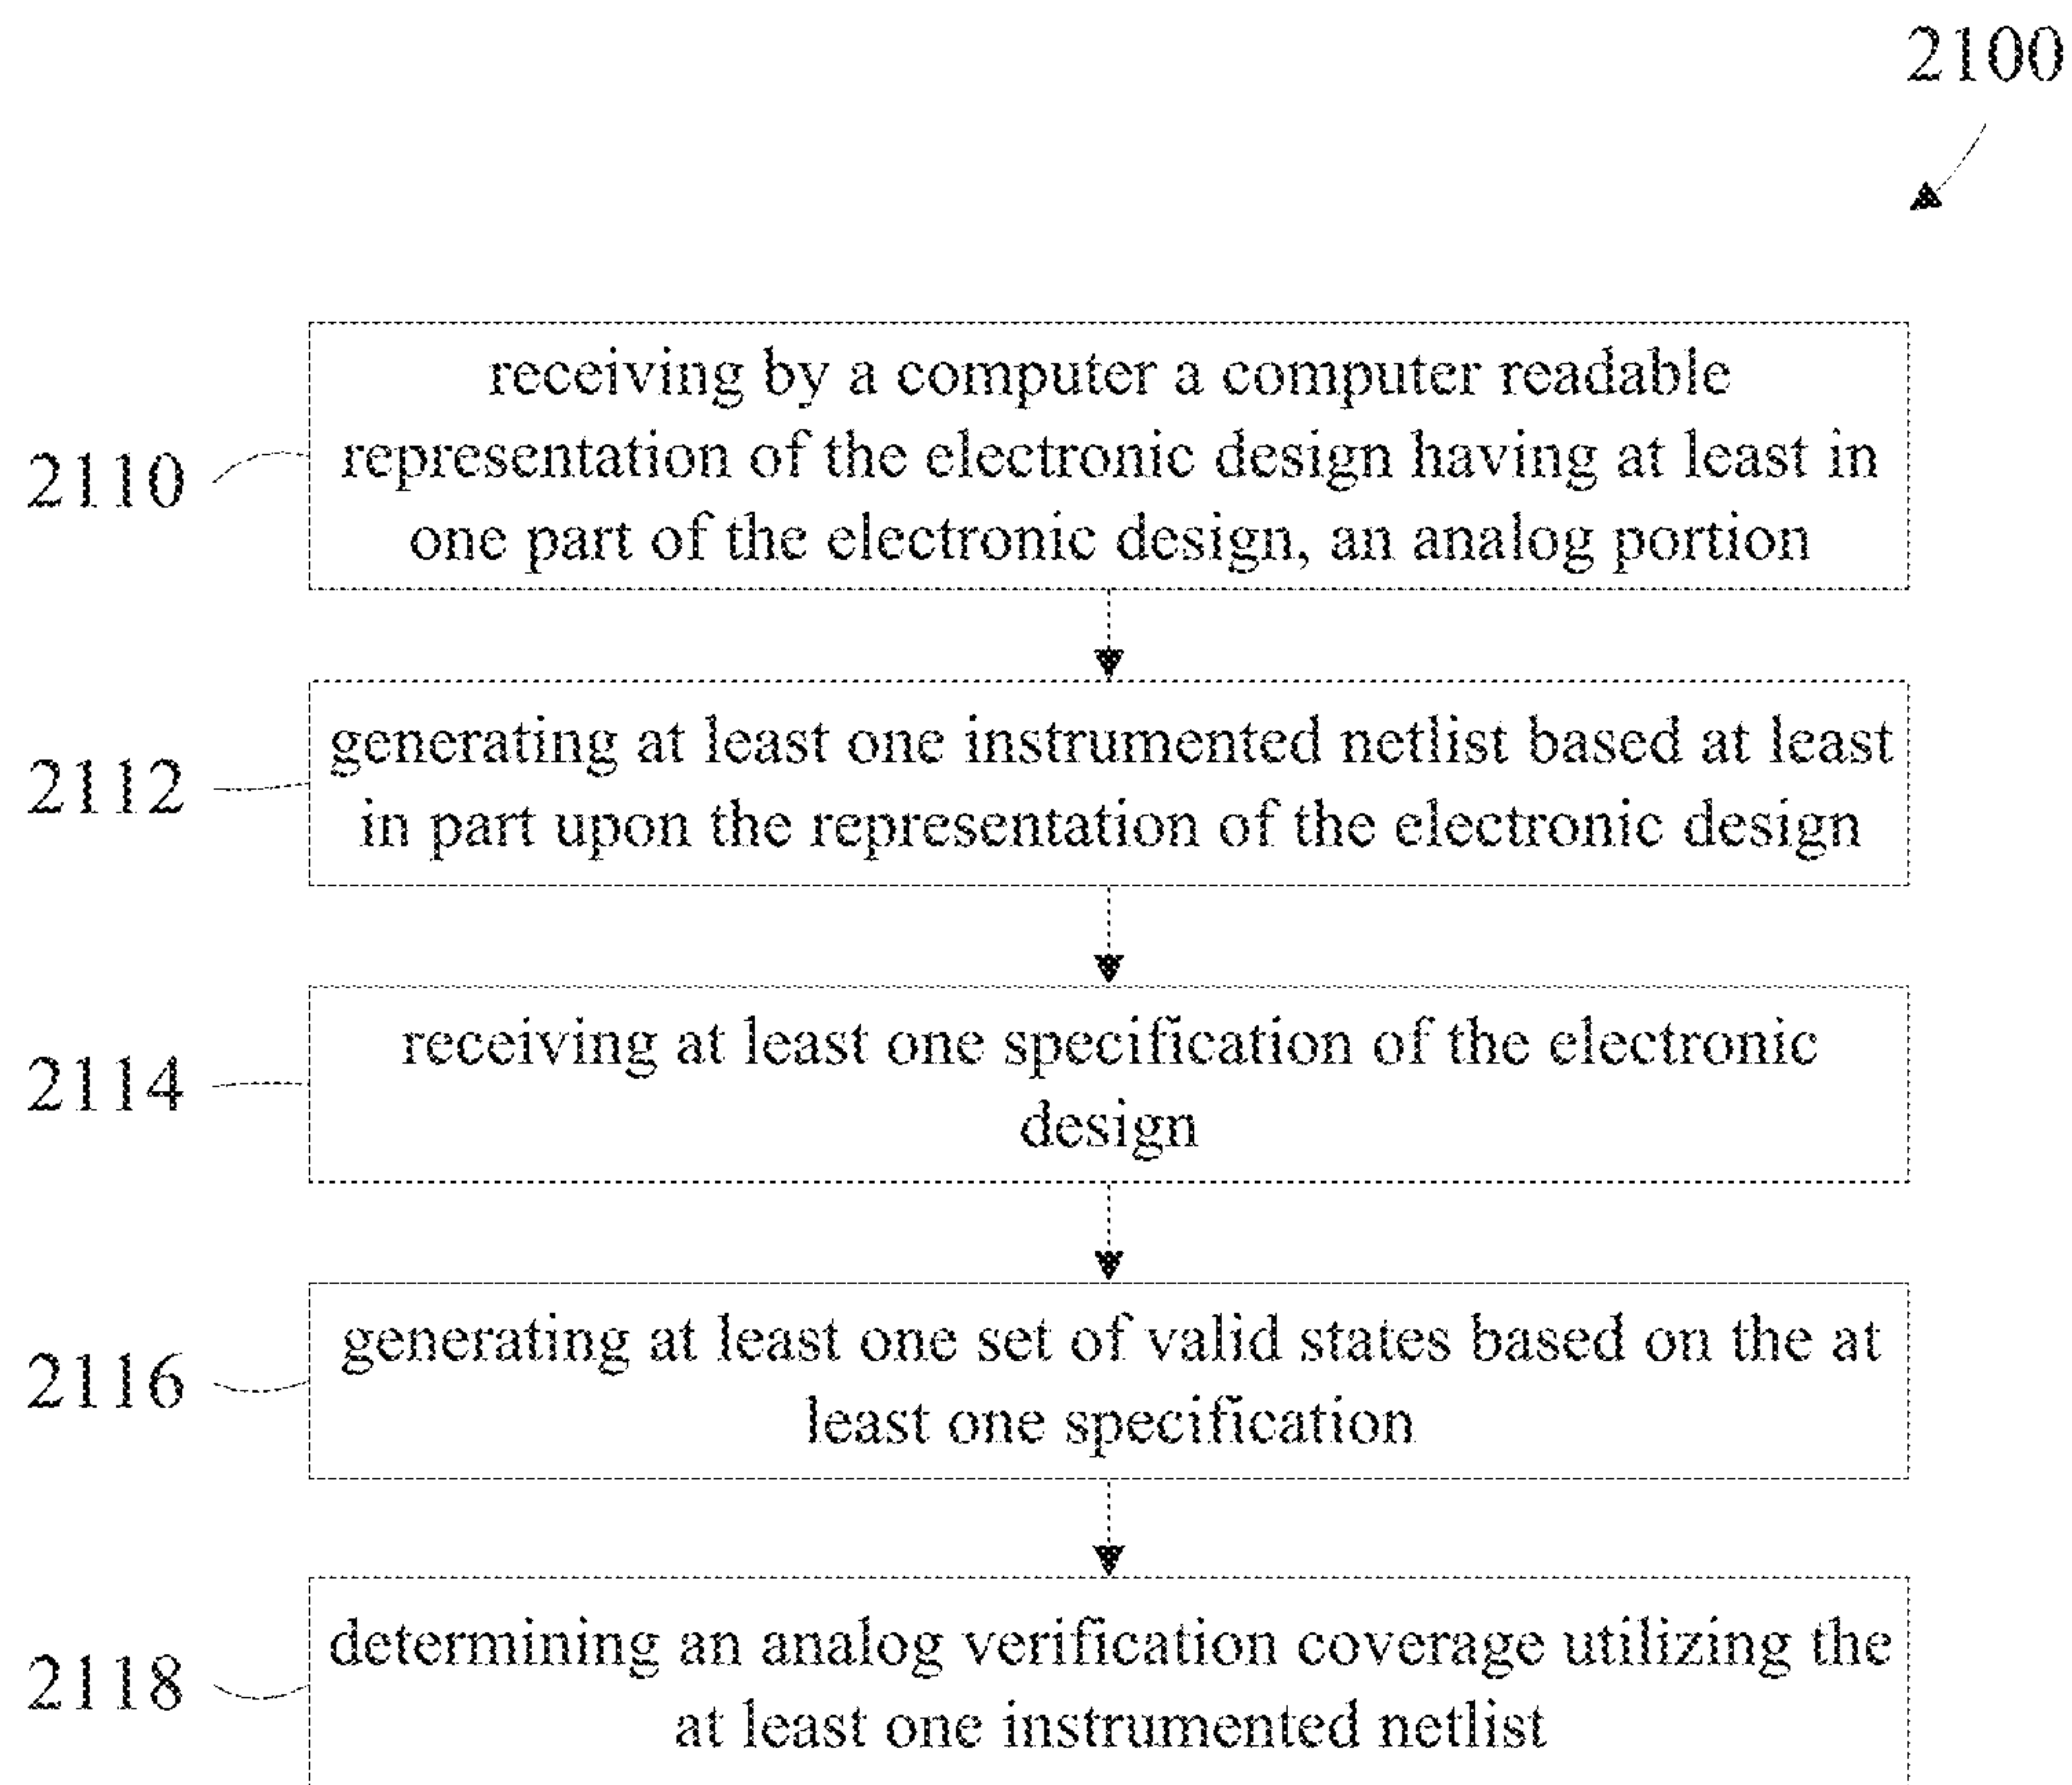 2100
receiving by a computer a computer readable
2110
representation of the electronic design having at least in
one part of the electronic design, an analog portion
generating at least one instrumented netlist based at least
2112
in part upon the representation of the electronic design
receiving at least one specification of the electronic
2114
design
generating at least one set of valid states based on the at
2116
least one specification
determining an analog verification coverage utilizing the
2118
at least one instrumented netlist